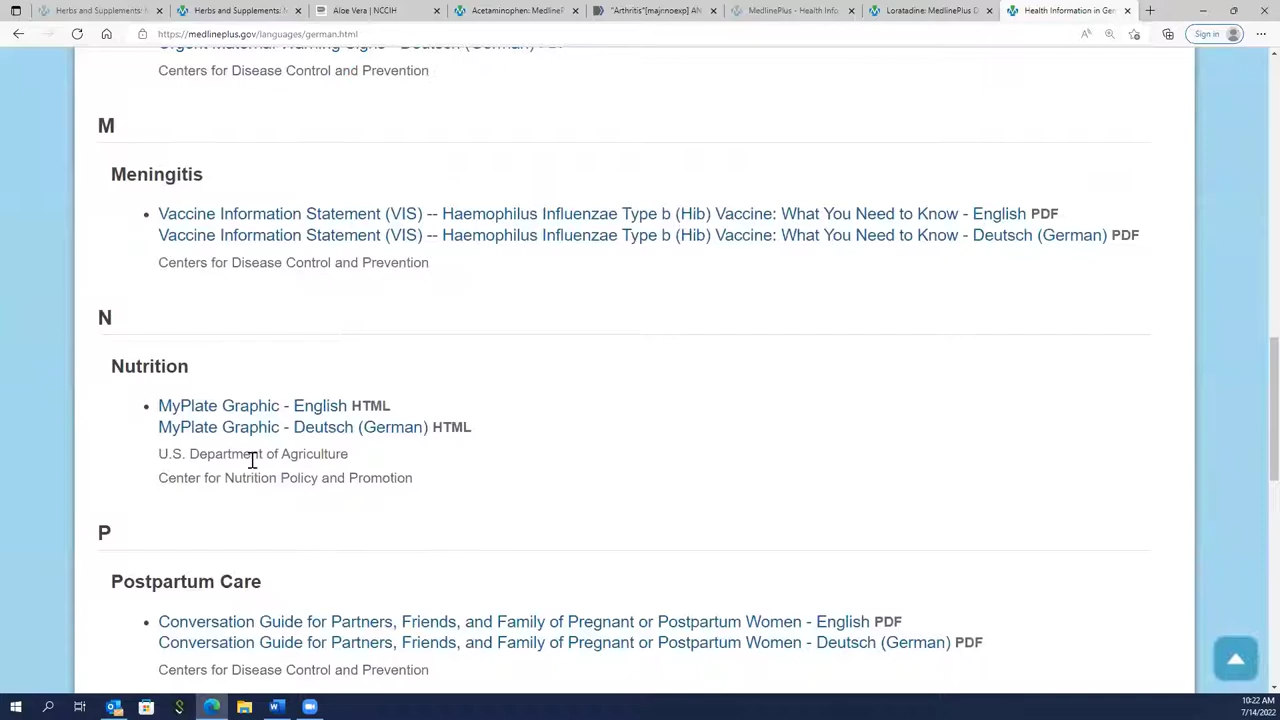 Herbs and Supplements: M
Herbs and Supplements: M
Aloe Vera | NCCIH
Acetaminophen: MedlineP
"Arthritis"[majrnoexp] AN
MedlinePlus - Health Info
Loratadine: MedlinePlus D
Health Information in Ger
https://medlineplus.gov/languages/german.html
Sign in
Urgent Maternal Warning Signs - Deutsch (German) PDF
Centers for Disease Control and Prevention
M
Meningitis
Vaccine Information Statement (VIS) -- Haemophilus Influenzae Type b (Hib) Vaccine: What You Need to Know - English PDF
Vaccine Information Statement (VIS) -- Haemophilus Influenzae Type b (Hib) Vaccine: What You Need to Know - Deutsch (German) PDF
Centers for Disease Control and Prevention
N
Nutrition
MyPlate Graphic - English HTML
MyPlate Graphic - Deutsch (German) HTML
U.S. Department of Agriculture
Center for Nutrition Policy and Promotion
P
Postpartum Care
Conversation Guide for Partners, Friends, and Family of Pregnant or Postpartum Women - English PDF
Conversation Guide for Partners, Friends, and Family of Pregnant or Postpartum Women - Deutsch (German) PDF
Centers for Disease Control and Prevention
10:22 AM
7/14/2022